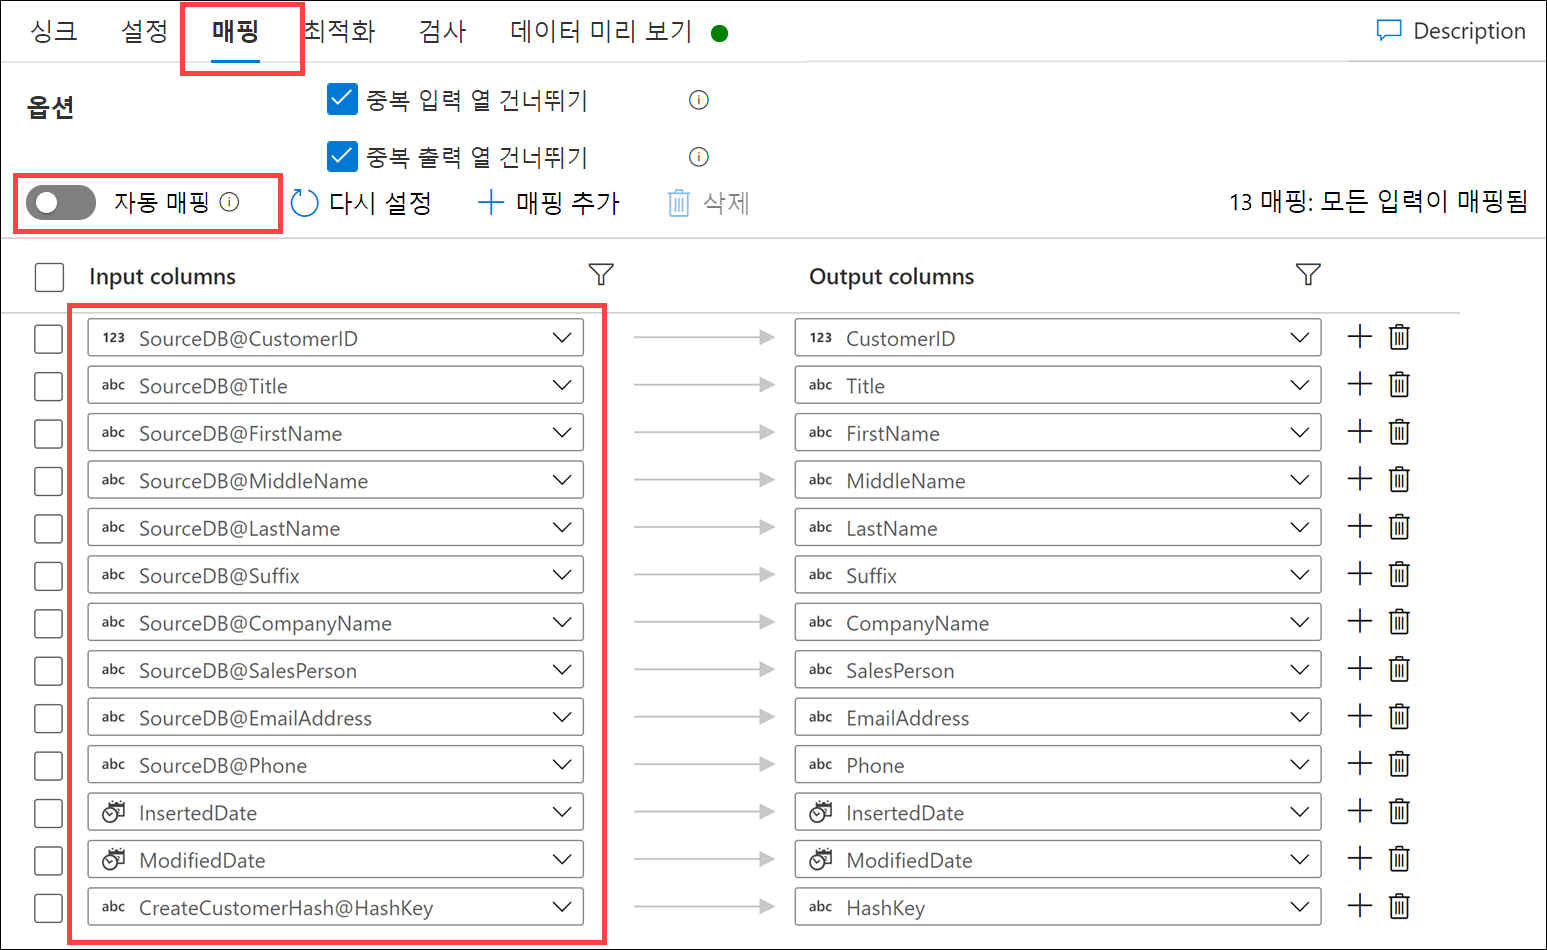 싱크 설정 매핑 최적화 검사 데이터 미리 보기 Description
옵션 중복 입력 열 건너뛰기
중복 출력 열 건너뛰기
자동 매핑 다시 설정 매핑 추가 삭제 13 매핑: 모든 입력이 매핑됨
Input columns Output columns
123 SourceDB@CustomerID 123 CustomerID
abc SourceDB@Title abc Title
abc SourceDB@FirstName abc FirstName
abc SourceDB@MiddleName abc MiddleName
abc SourceDB@LastName abc LastName
abc SourceDB@Suffix abc Suffix
abc SourceDB@CompanyName abc CompanyName
abc SourceDB@SalesPerson abc SalesPerson
abc SourceDB@EmailAddress abc EmailAddress
abc SourceDB@Phone abc Phone
InsertedDate InsertedDate
ModifiedDate ModifiedDate
abc CreateCustomerHash@HashKey abc HashKey